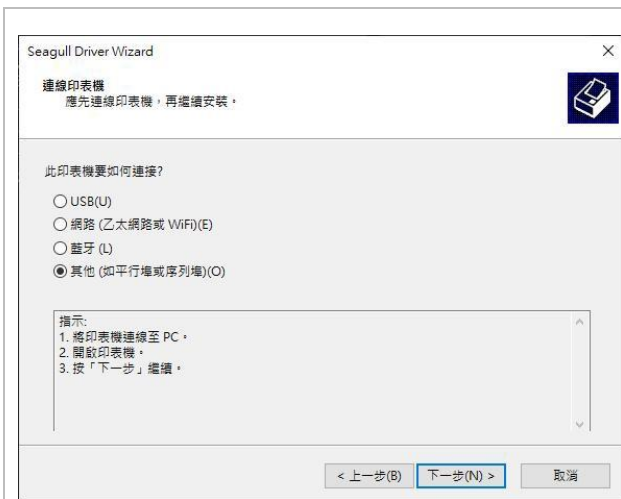 Seagull Driver Wizard
連線印表機
應先連線印表機，再繼續安裝。
此印表機要如何連接?
USB(U)
網路 (乙太網路或 WiFi)(E)
藍牙 (L)
其他 (如平行埠或序列埠)(O)
指示:
1. 將印表機連線至 PC。
2. 開啟印表機。
3. 按「下一步」繼續。
< 上一步(B)
下一步(N) >
取消